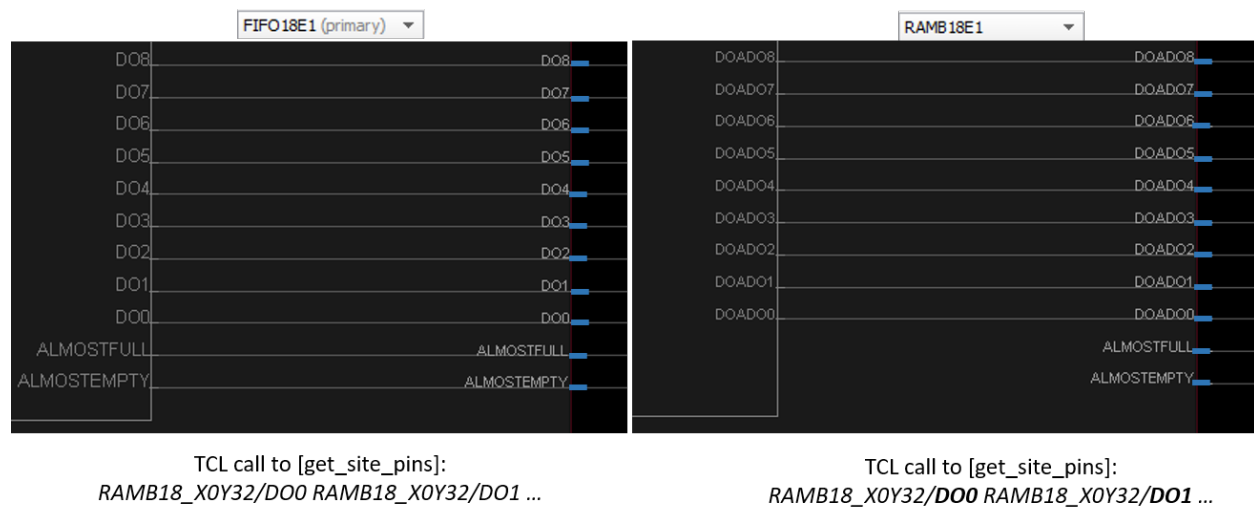 FIFO18E1 (primary)
DO8 DO8
DO7 DO7
DO6 DO6
DO5 DO5
DO4 DO4
DO3 DO3
DO2 DO2
DO1 DO1
DO0 DO0
ALMOSTFULL ALMOSTFULL
ALMOSTEMPTY ALMOSTEMPTY
TCL call to [get_site_pins]:
RAMB18_X0Y32/DO0 RAMB18_X0Y32/DO1 ...
RAMB18E1
DOADO8 DOADO8
DOADO7 DOADO7
DOADO6 DOADO6
DOADO5 DOADO5
DOADO4 DOADO4
DOADO3 DOADO3
DOADO2 DOADO2
DOADO1 DOADO1
DOADO0 DOADO0
ALMOSTFULL
ALMOSTEMPTY
TCL call to [get_site_pins]:
RAMB18_X0Y32/DO0 RAMB18_X0Y32/DO1 ...